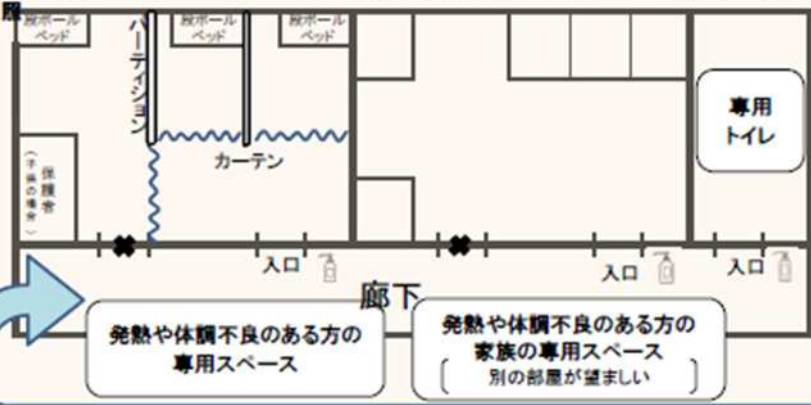 段ボール
ベッド
パーティション
段ボール
ベッド
段ボール
ベッド
専用
トイレ
カーテン
保護者
（子供の場合）
入口
入口
入口
廊下
発熱や体調不良のある方の
専用スペース
発熱や体調不良のある方の
家族の専用スペース
別の部屋が望ましい